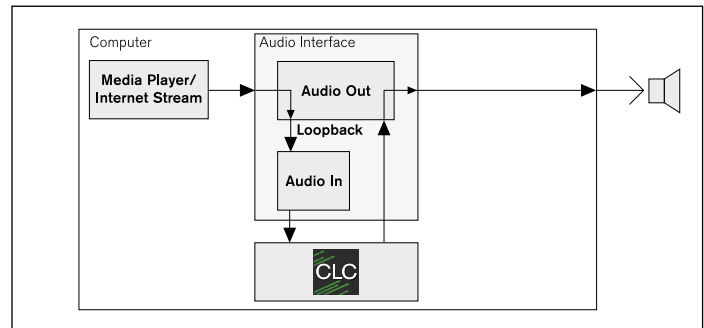 Computer
Audio Interface
Media Player/
Internet Stream
Audio Out
Loopback
Audio In
CLC